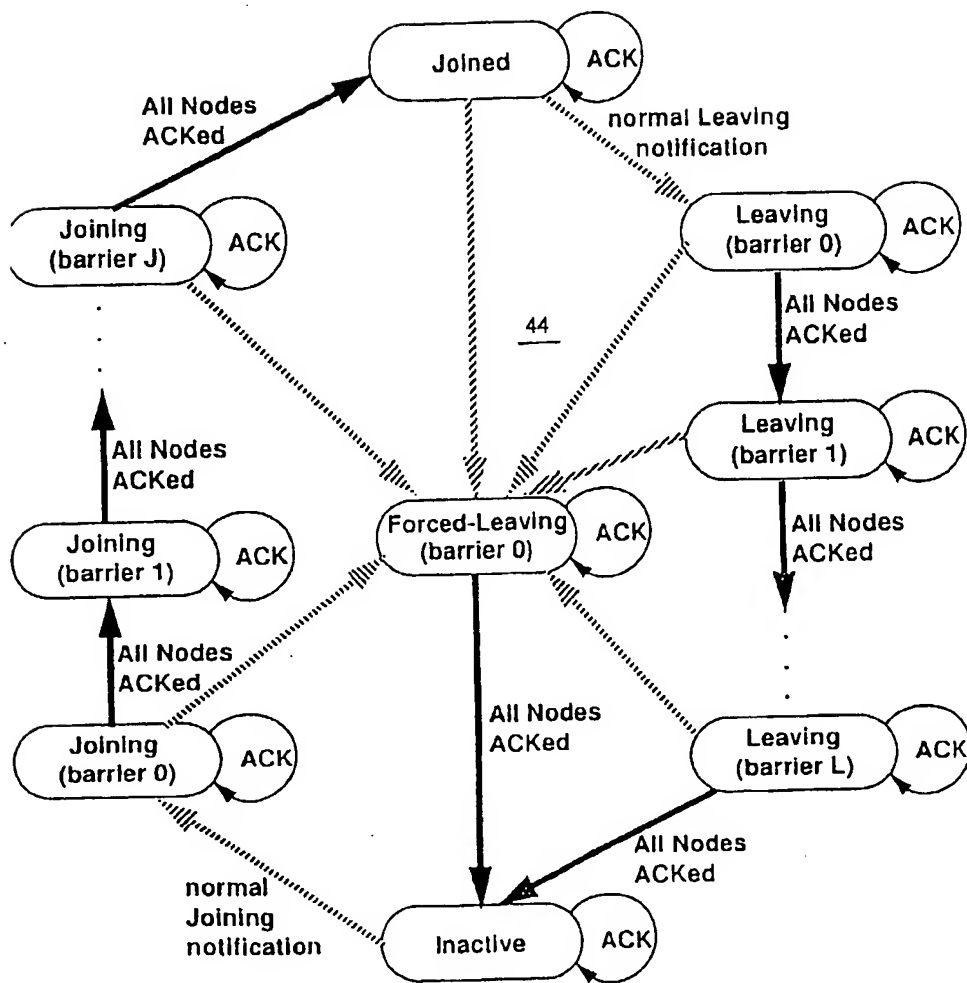 Joined
ACK
All Nodes
ACKed
normal Leaving
notification
Joining
(barrier J)
ACK
Leaving
(barrier 0)
ACK
44
All Nodes
ACKed
Leaving
(barrier 1)
ACK
All Nodes
ACKed
Forced-Leaving
(barrier 0)
ACK
All Nodes
ACKed
Joining
(barrier 1)
ACK
All Nodes
ACKed
All Nodes
ACKed
Joining
(barrier 0)
ACK
Leaving
(barrier L)
ACK
All Nodes
ACKed
normal
Joining
notification
Inactive
ACK